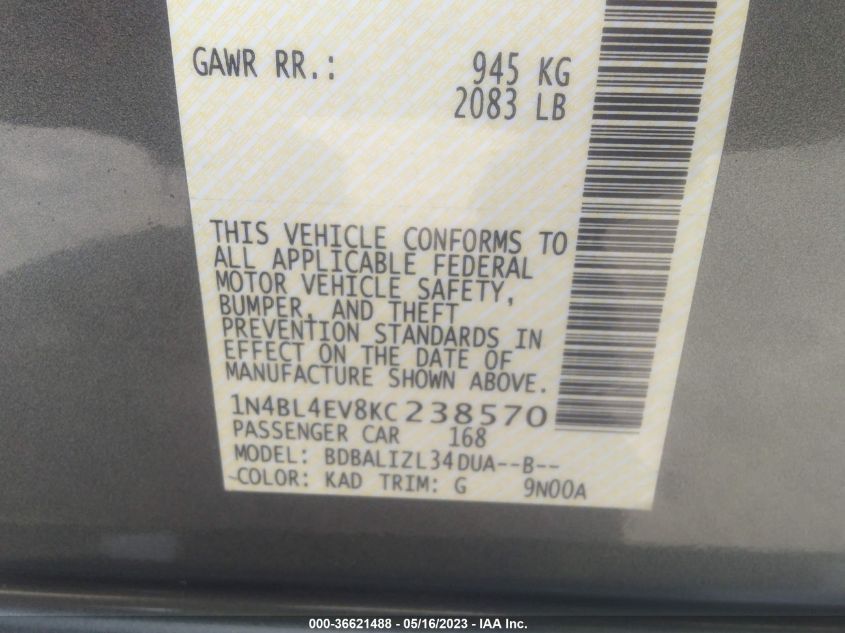 GAWR RR.: 945 KG
2083 LB
THIS VEHICLE CONFORMS TO
ALL APPLICABLE FEDERAL
MOTOR VEHICLE SAFETY,
BUMPER, AND THEFT
PREVENTION STANDARDS IN
EFFECT ON THE DATE OF
MANUFACTURE SHOWN ABOVE.
1N4BL4EV8KC238570
PASSENGER CAR 168
MODEL: BDBALIZL34DUA--B--
COLOR: KAD TRIM: G 9N00A
000-36621488 - 05/16/2023 - IAA Inc.